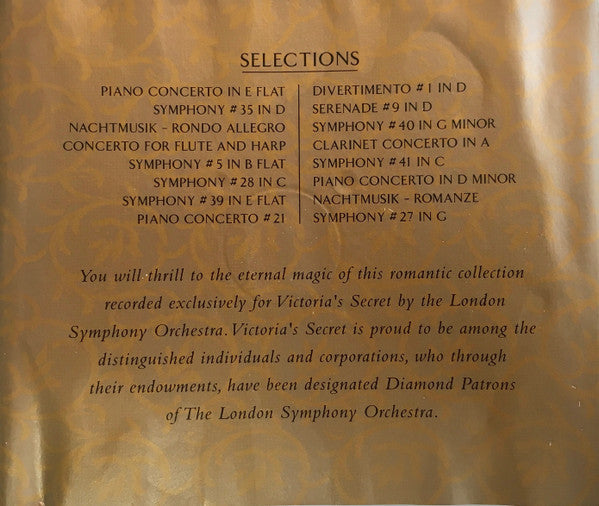 SELECTIONS
PIANO CONCERTO IN E FLAT
SYMPHONY #35 IN D
NACHTMUSIK - RONDO ALLEGRO
CONCERTO FOR FLUTE AND HARP
SYMPHONY #5 IN B FLAT
SYMPHONY #28 IN C
SYMPHONY #39 IN E FLAT
PIANO CONCERTO #21
DIVERTIMENTO #1 IN D
SERENADE #9 IN D
SYMPHONY #40 IN G MINOR
CLARINET CONCERTO IN A
SYMPHONY #41 IN C
PIANO CONCERTO IN D MINOR
NACHTMUSIK - ROMANZE
SYMPHONY #27 IN G
You will thrill to the eternal magic of this romantic collection
recorded exclusively for Victoria's Secret by the London
Symphony Orchestra. Victoria's Secret is proud to be among the
distinguished individuals and corporations, who through
their endowments, have been designated Diamond Patrons
of The London Symphony Orchestra.